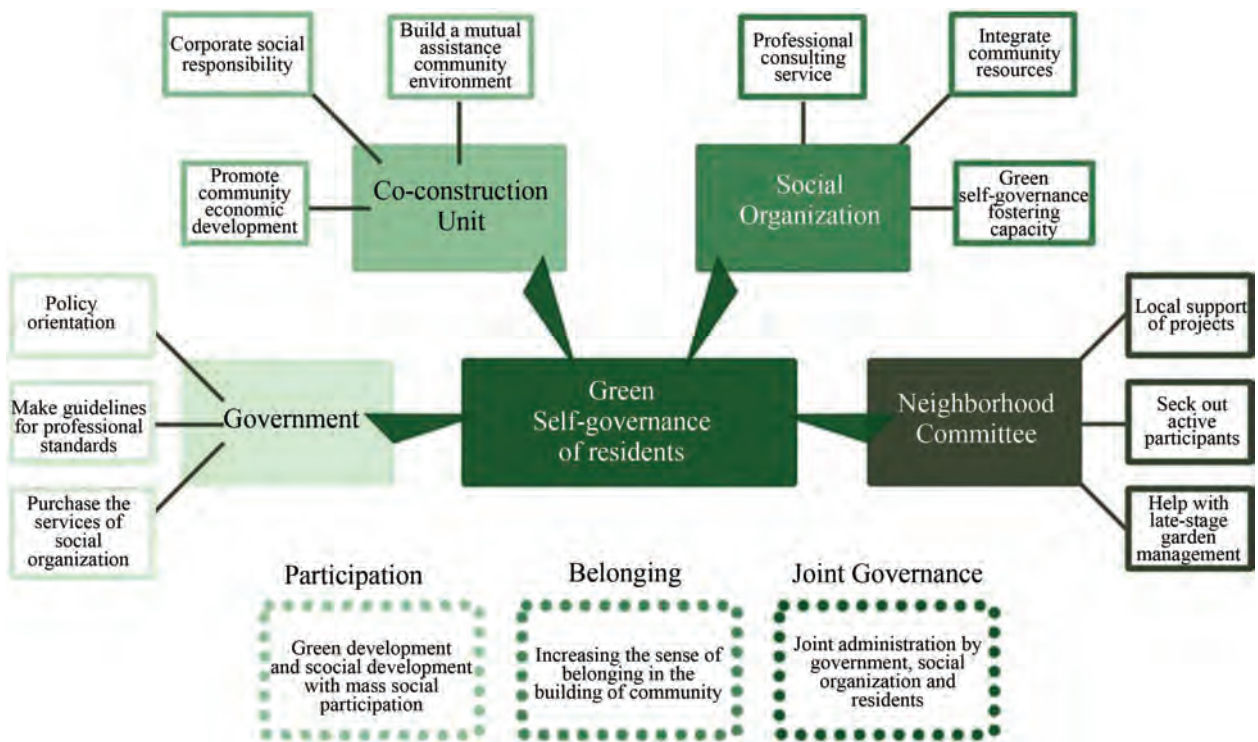 Corporate social
responsibility
Build a mutual
assistance
community
environment
Professional
consulting
service
Integrate
community
resources
Promote
community
economic
development
Co-construction
Unit
Social
Organization
Green
self-governance
fostering
capacity
Policy
orientation
Make guidelines
for professional
standards
Purchase the
services of
social
organization
Government
Green
Self-governance
of residents
Neighborhood
Committee
Local support
of projects
Seck out
active
participants
Help with
late-stage
garden
management
Participation
Green development
and scocial development
with mass social
participation
Belonging
Increasing the sense of
belonging in the
building of community
Joint Governance
Joint administration by
government, social
organization and
residents